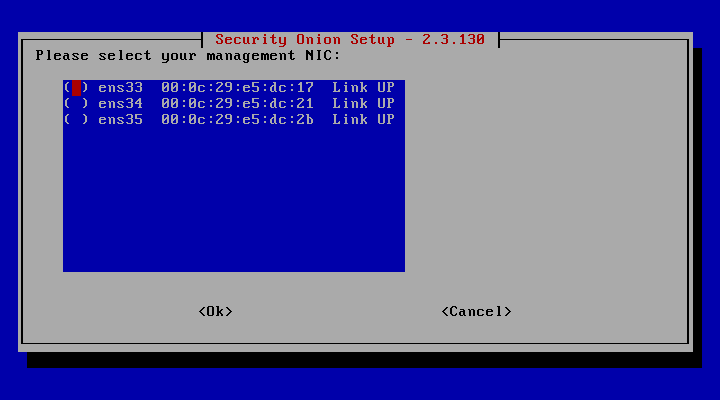 Security Onion Setup - 2.3.130
Please select your management NIC:
( ) ens33 00:0c:29:e5:dc:17 Link UP
( ) ens34 00:0c:29:e5:dc:21 Link UP
( ) ens35 00:0c:29:e5:dc:2b Link UP
<Ok> <Cancel>